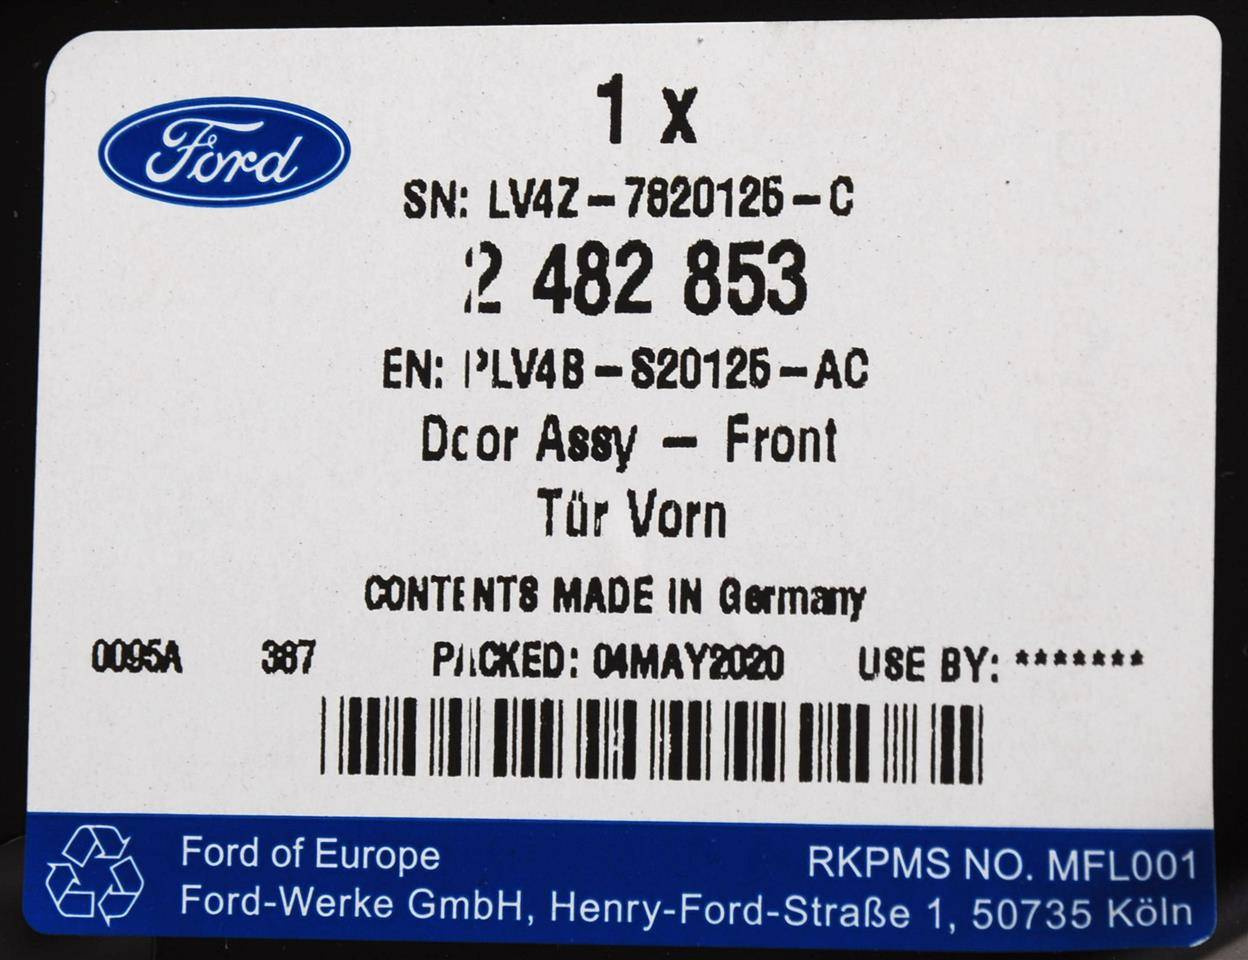 Ford
1 x
SN: LV4Z-7820125-C
2 482 853
EN: PLV4B-S20125-AC
Door Assy - Front
Tür Vorn
CONTENTS MADE IN Germany
0095A 387 PACKED: 04MAY2020 USE BY: *******
Ford of Europe RKPMS NO. MFL001
Ford-Werke GmbH, Henry-Ford-Straße 1, 50735 Köln